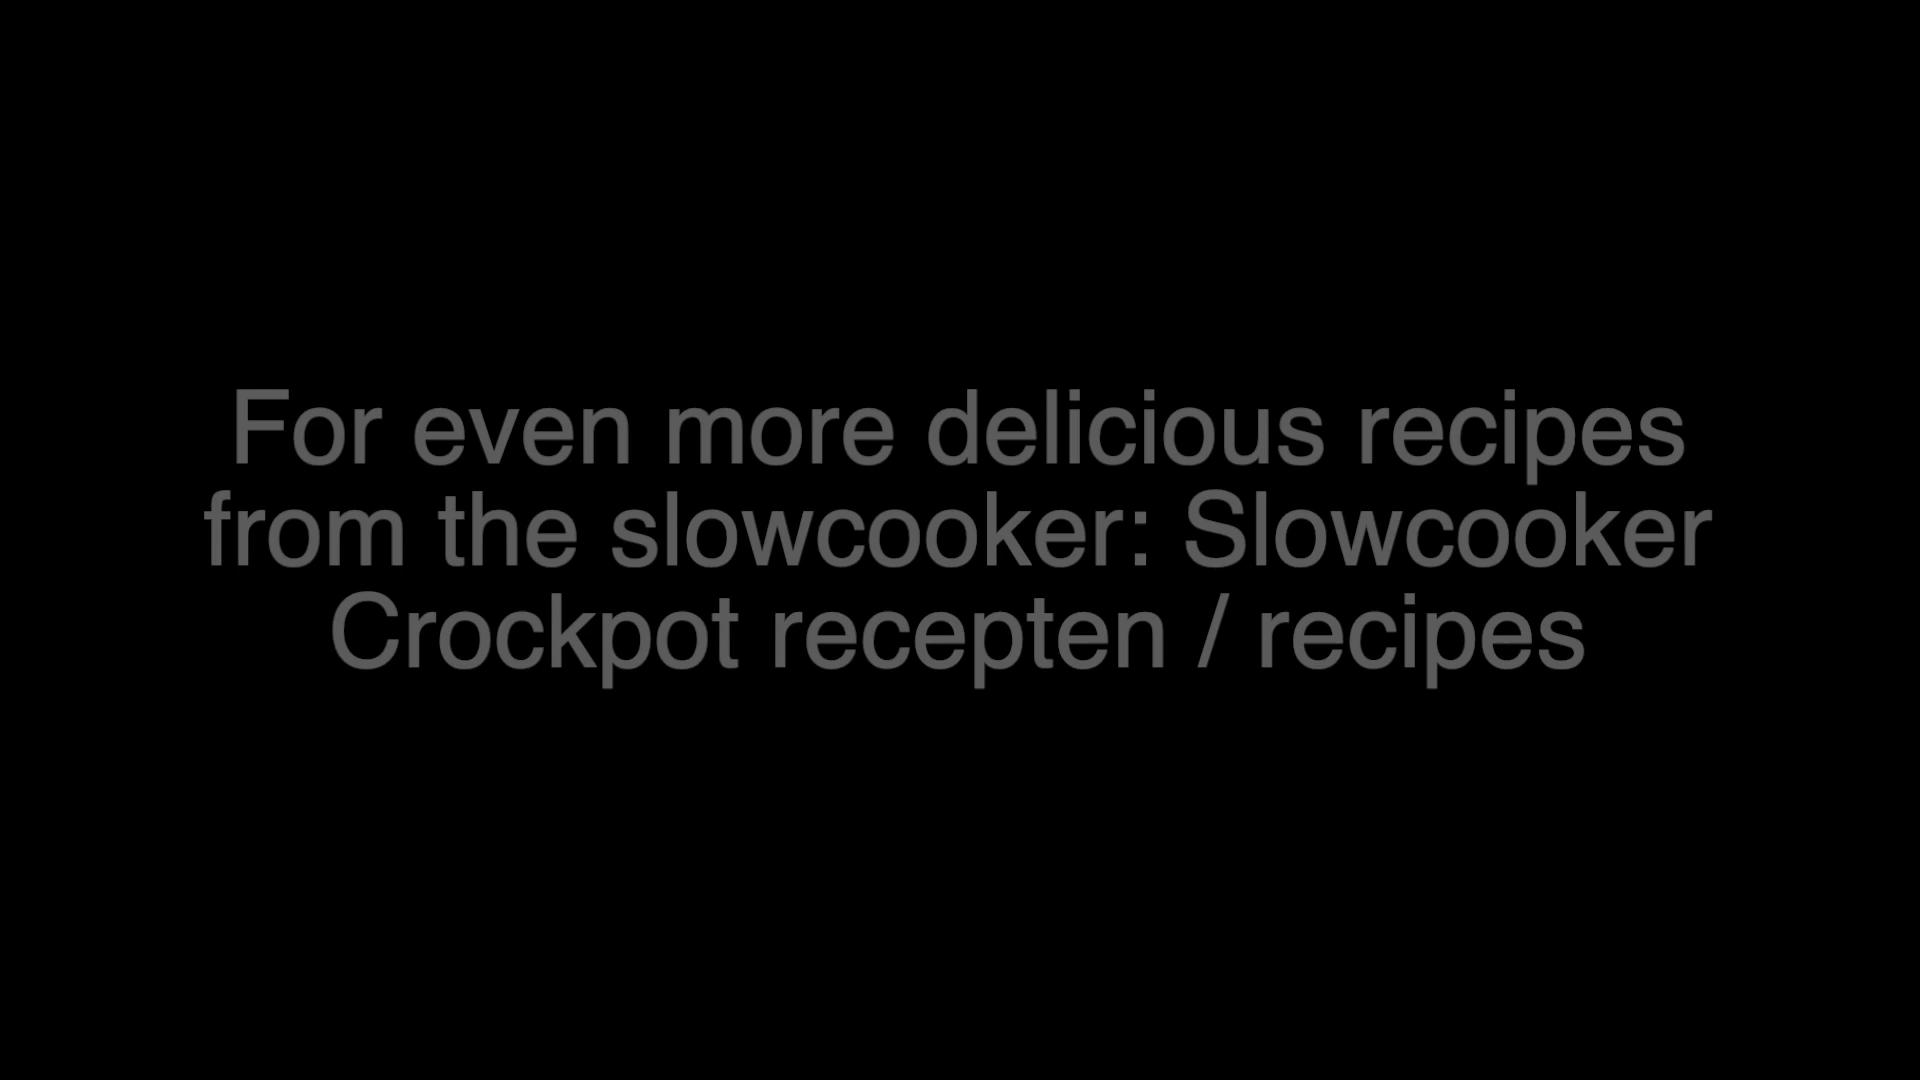 For even more delicious recipes
from the slowcooker: Slowcooker
Crockpot recepten / recipes